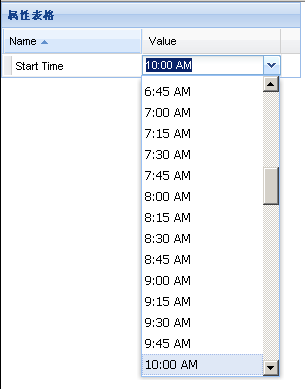 属性表格
Name Value
Start Time 10:00 AM
6:45 AM
7:00 AM
7:15 AM
7:30 AM
7:45 AM
8:00 AM
8:15 AM
8:30 AM
8:45 AM
9:00 AM
9:15 AM
9:30 AM
9:45 AM
10:00 AM